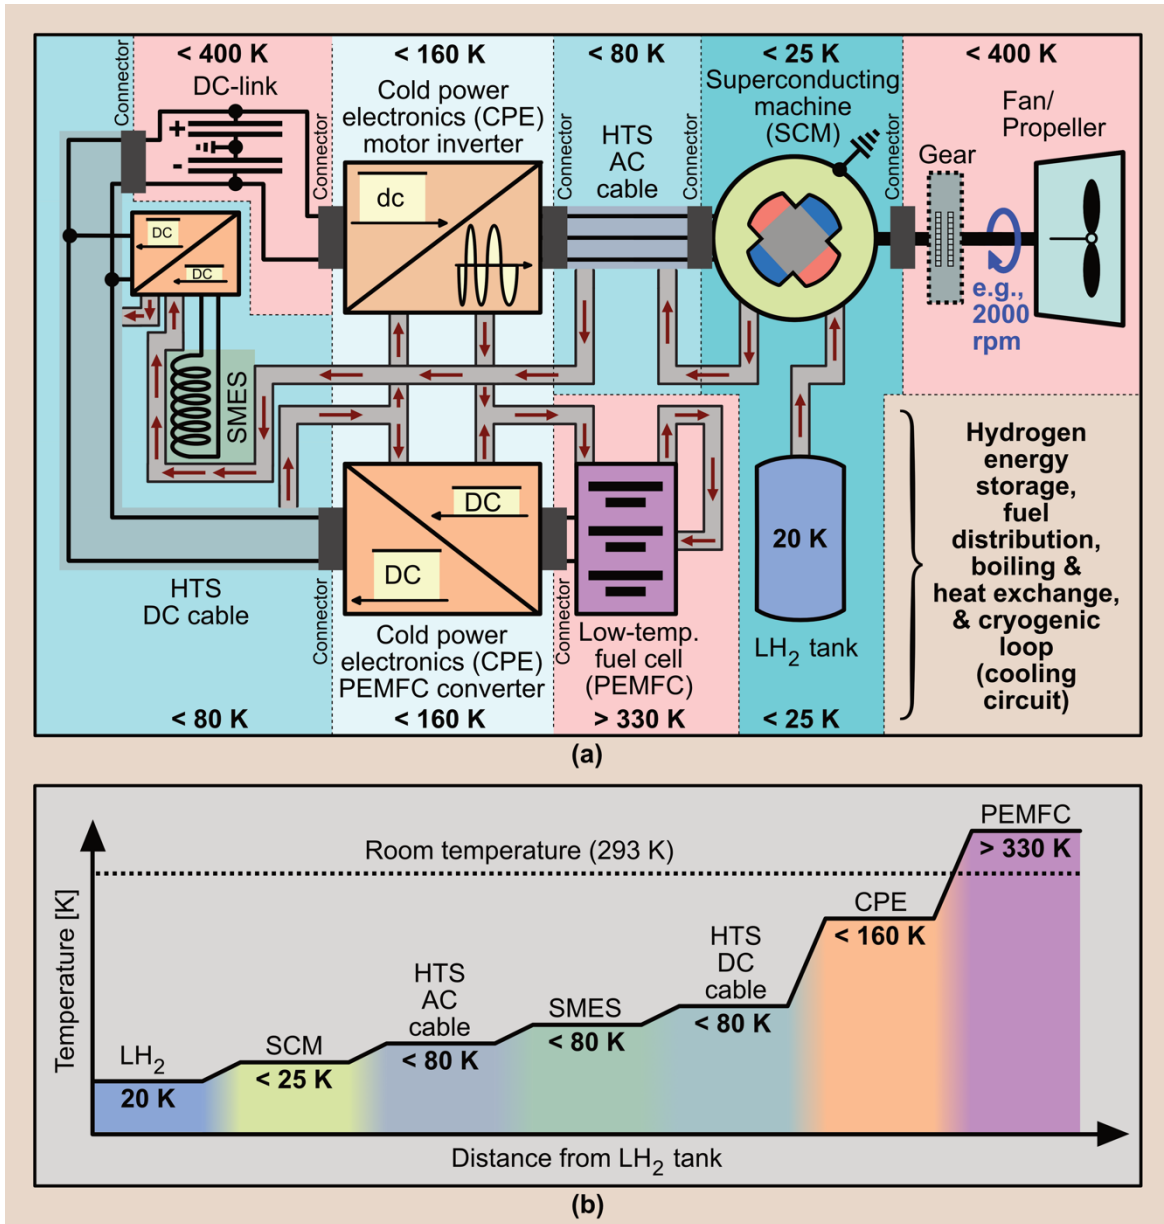 < 400 K
< 160 K
< 80 K
< 25 K
< 400 K
Connector
DC-link
+
-
Connector
Cold power
electronics (CPE)
motor inverter
dc
Connector
HTS
AC
cable
Connector
Superconducting
machine
(SCM)
Connector
Gear
Fan/
Propeller
e.g.,
2000
rpm
DC
DC
SMES
HTS
DC cable
< 80 K
Connector
DC
DC
Cold power
electronics (CPE)
PEMFC converter
< 160 K
Connector
Low-temp.
fuel cell
(PEMFC)
> 330 K
20 K
LH2 tank
< 25 K
Hydrogen
energy
storage,
fuel
distribution,
boiling &
heat exchange,
& cryogenic
loop
(cooling
circuit)
(a)
Temperature [K]
Room temperature (293 K)
LH2
20 K
SCM
< 25 K
HTS
AC
cable
< 80 K
SMES
< 80 K
HTS
DC
cable
< 80 K
CPE
< 160 K
PEMFC
> 330 K
Distance from LH2 tank
(b)